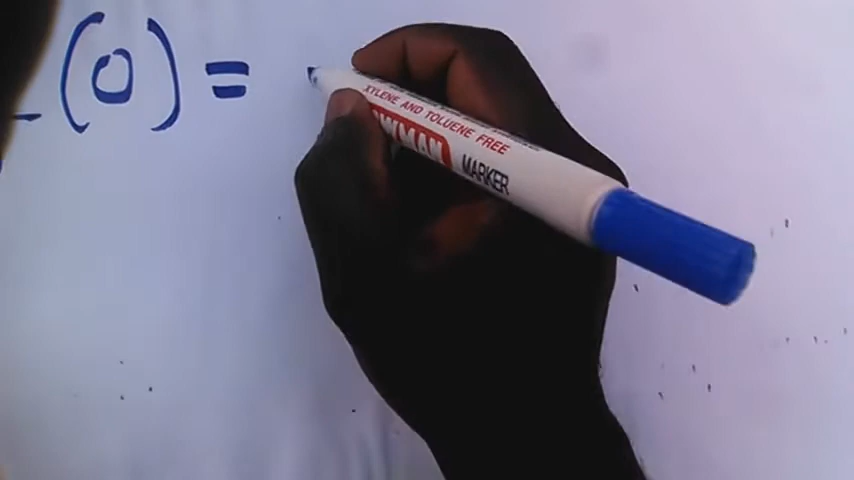 (0) =
XYLENE AND TOLUENE FREE
MARKER